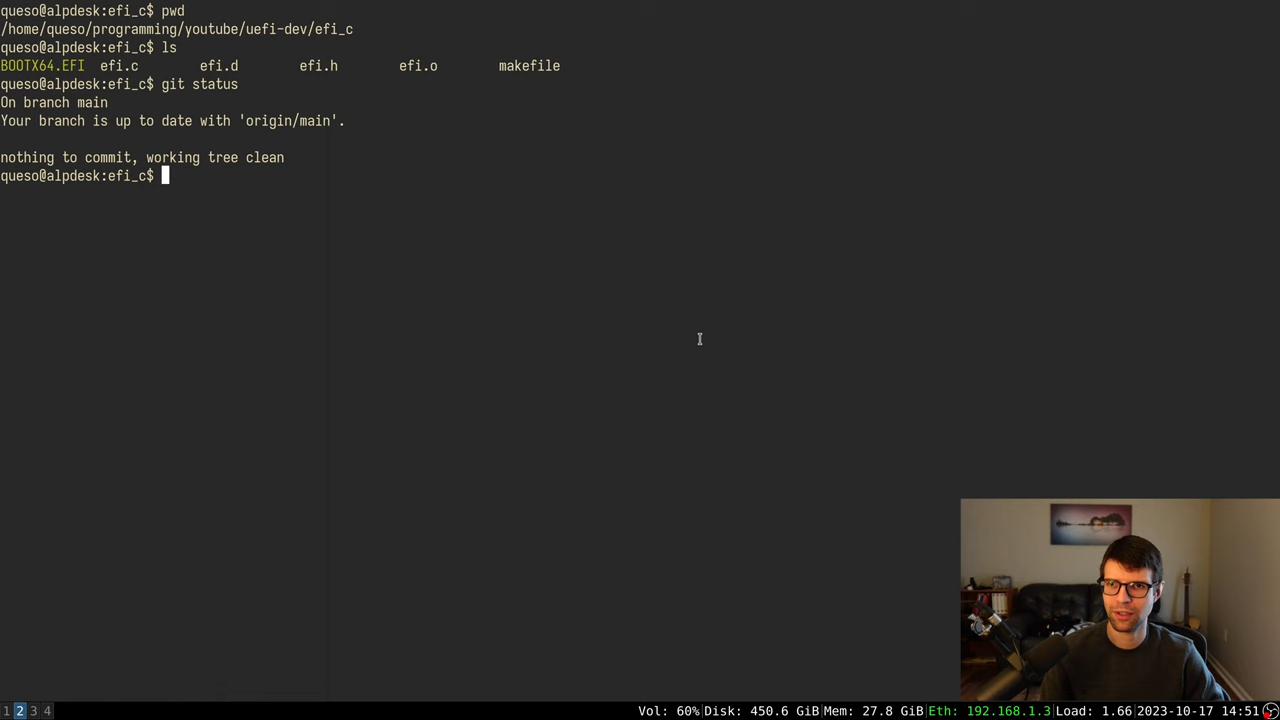 queso@alpdesk:efi_c$ pwd
/home/queso/programming/youtube/uefi-dev/efi_c
queso@alpdesk:efi_c$ ls
BOOTX64.EFI  efi.c        efi.d        efi.h        efi.o        makefile
queso@alpdesk:efi_c$ git status
On branch main
Your branch is up to date with 'origin/main'.
nothing to commit, working tree clean
queso@alpdesk:efi_c$
1 2 3 4 Vol: 60% Disk: 450.6 GiB Mem: 27.8 GiB Eth: 192.168.1.3 Load: 1.66 2023-10-17 14:51